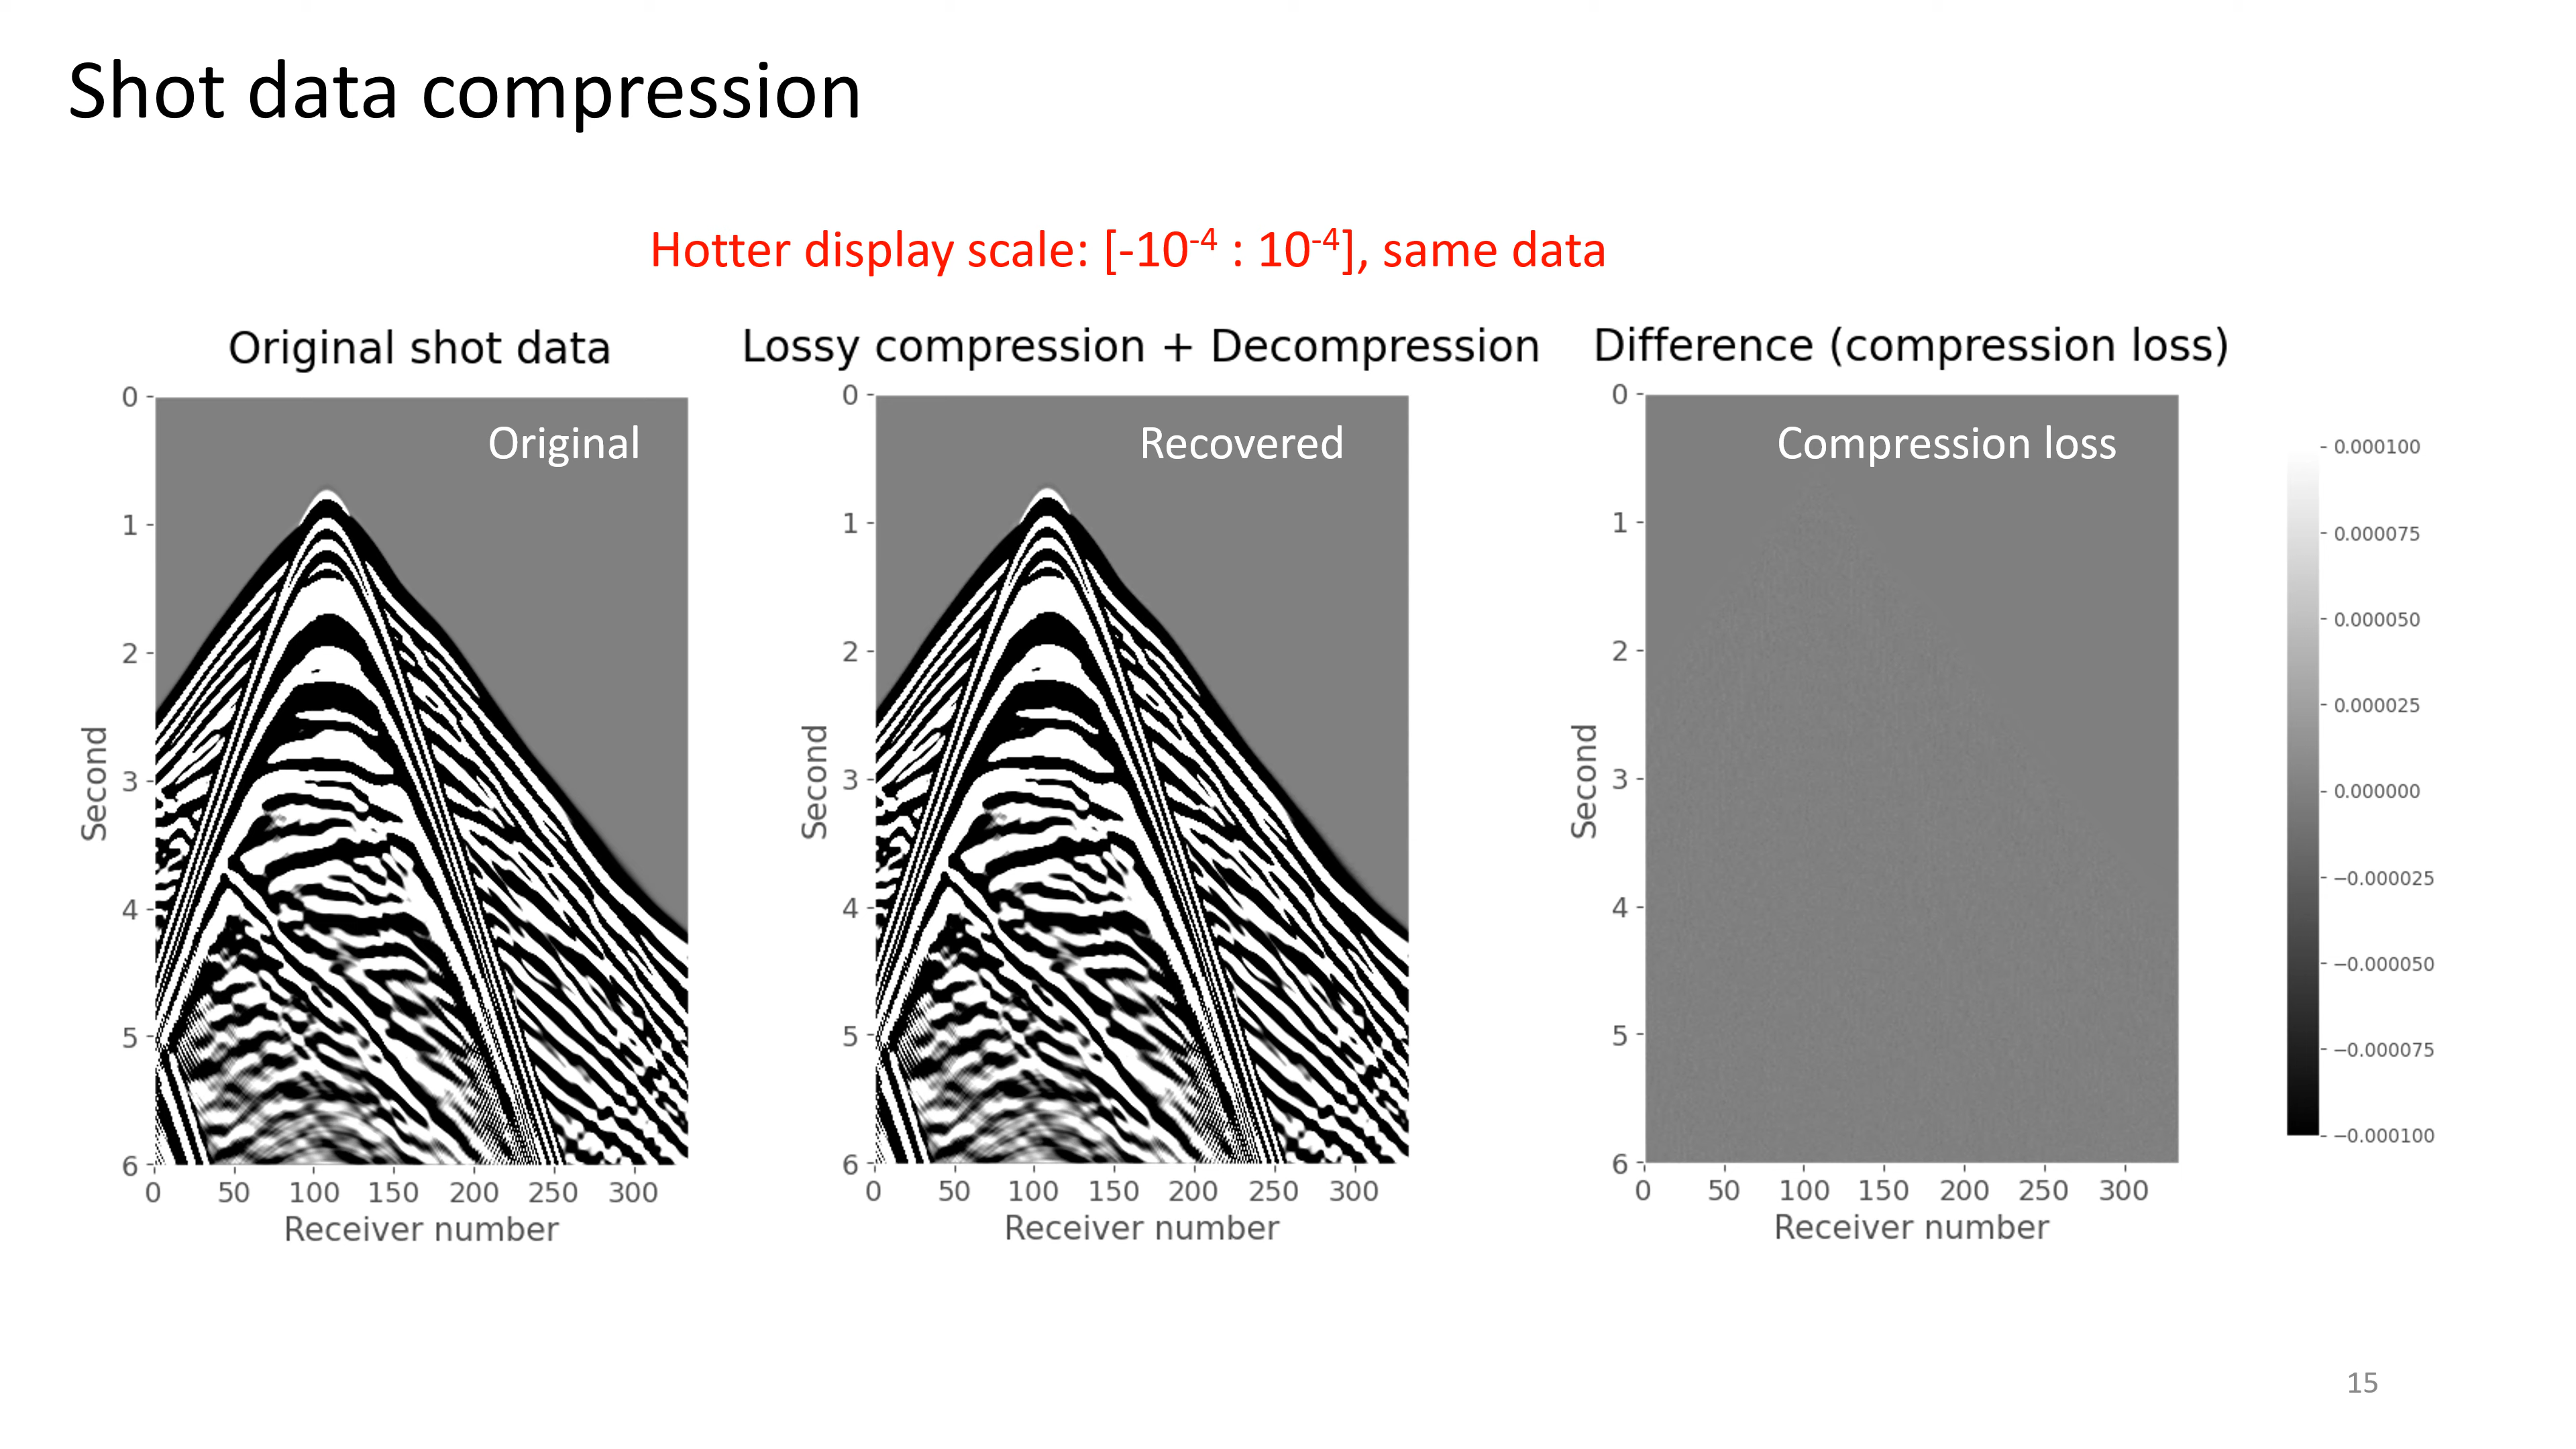 Shot data compression
Hotter display scale: [-10⁻⁴ : 10⁻⁴], same data
Original shot data
Original
0
1
2
3
4
5
6
Second
0 50 100 150 200 250 300
Receiver number
Lossy compression + Decompression
Recovered
0
1
2
3
4
5
6
Second
0 50 100 150 200 250 300
Receiver number
Difference (compression loss)
Compression loss
0
1
2
3
4
5
6
Second
0 50 100 150 200 250 300
Receiver number
0.000100
0.000075
0.000050
0.000025
0.000000
−0.000025
−0.000050
−0.000075
−0.000100
15